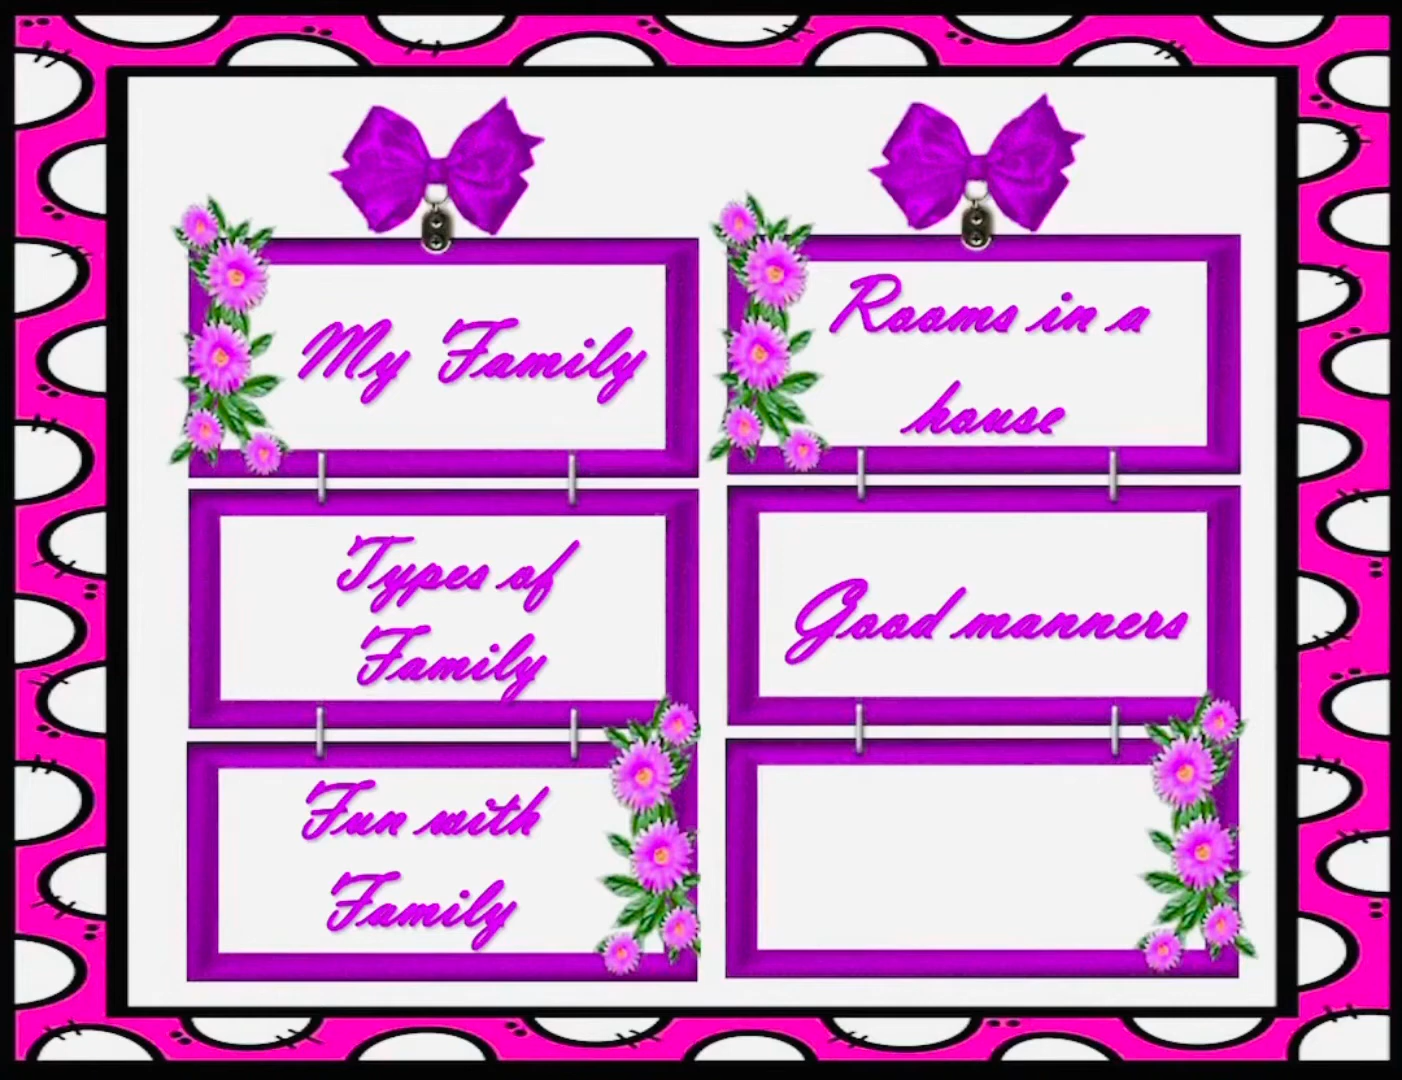 My Family
Types of
Family
Fun with
Family
Rooms in a
house
Good manners